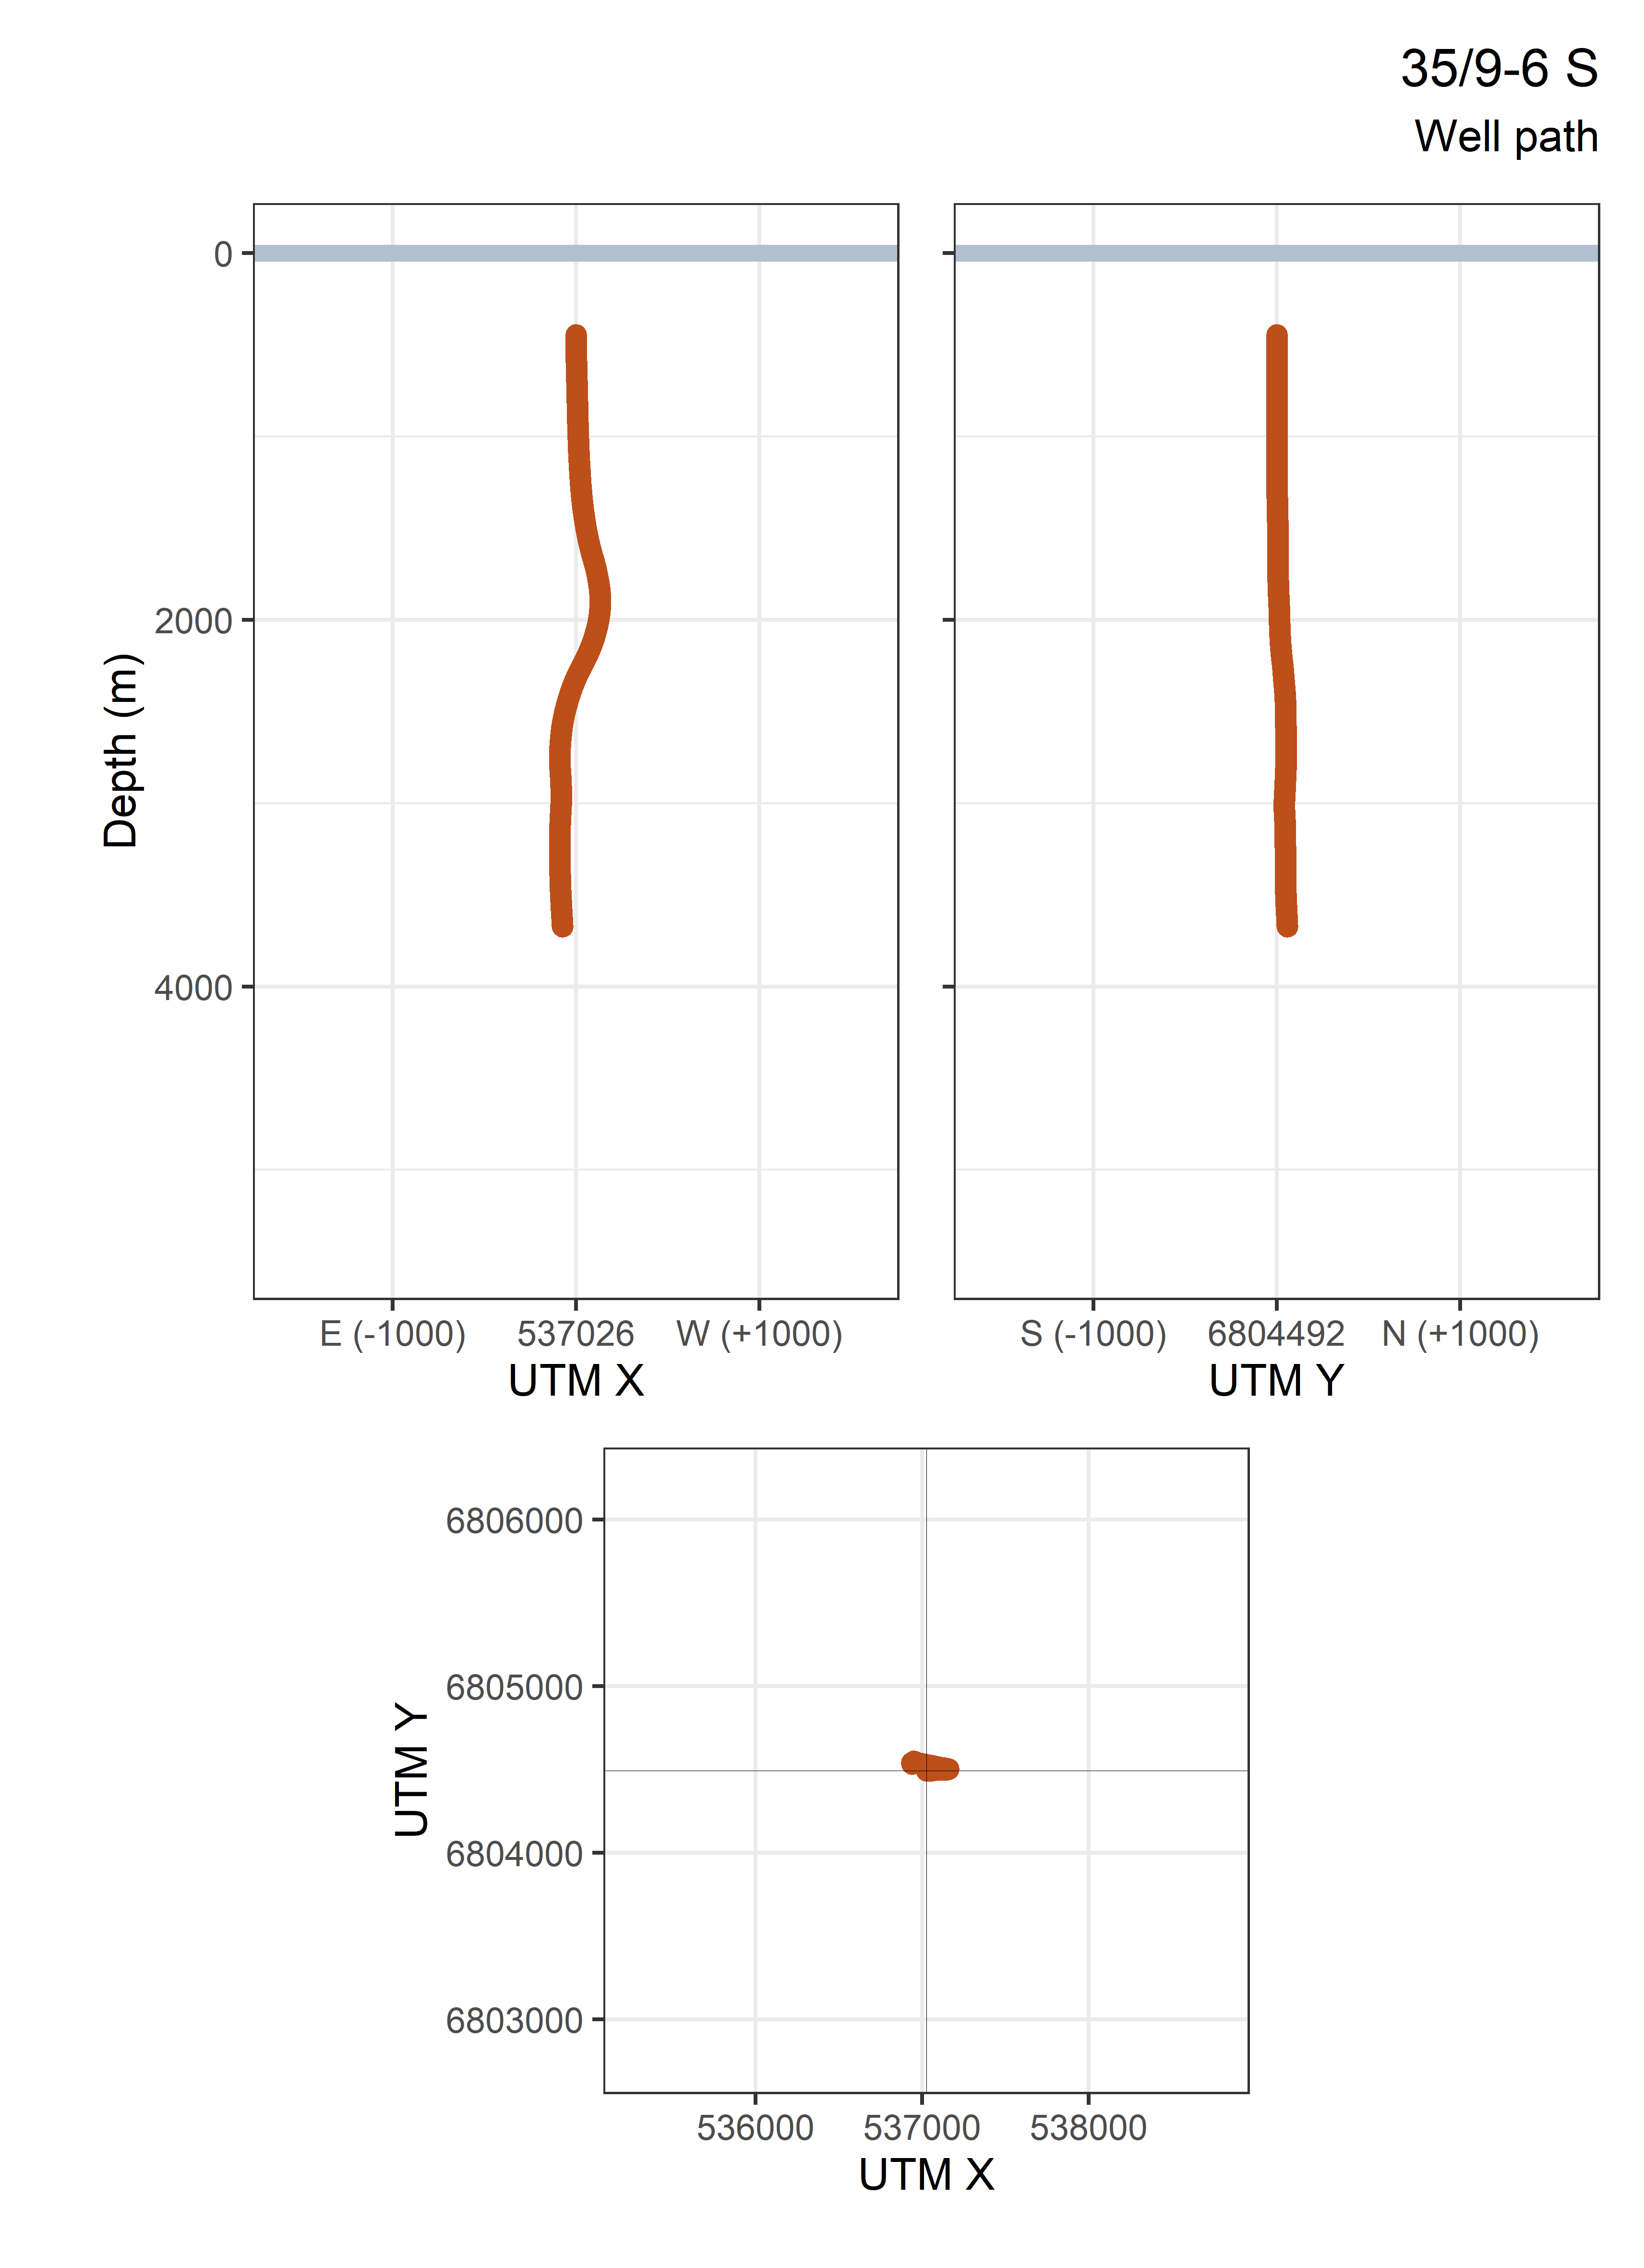 35/9-6 S
Well path
Depth (m)
0
2000
4000
E (-1000) 537026 W (+1000)
UTM X
S (-1000) 6804492 N (+1000)
UTM Y
UTM Y
6806000
6805000
6804000
6803000
536000 537000 538000
UTM X